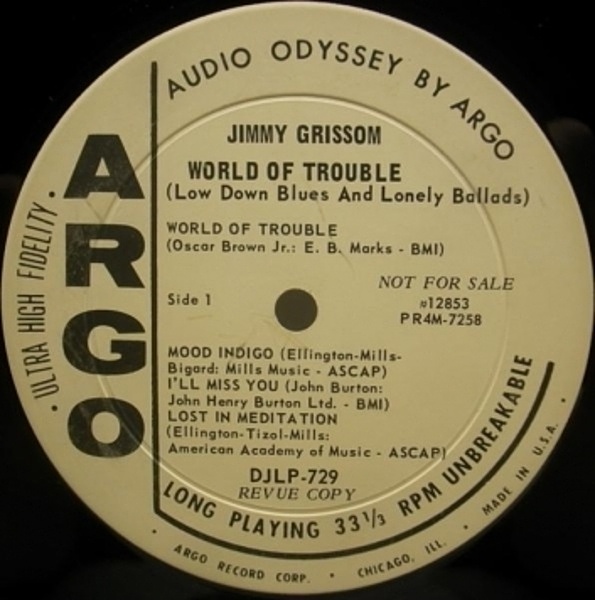 AUDIO ODYSSEY BY ARGO
ARGO
· ULTRA HIGH FIDELITY ·
JIMMY GRISSOM
WORLD OF TROUBLE
(Low Down Blues And Lonely Ballads)
WORLD OF TROUBLE
(Oscar Brown Jr.: E. B. Marks - BMI)
NOT FOR SALE
Side 1
#12853
PR4M-7258
MOOD INDIGO (Ellington-Mills-
Bigard: Mills Music - ASCAP)
I'LL MISS YOU (John Burton:
John Henry Burton Ltd. - BMI)
LOST IN MEDITATION
(Ellington-Tizol-Mills:
American Academy of Music - ASCAP)
DJLP-729
REVUE COPY
LONG PLAYING 33 1/3 RPM UNBREAKABLE
· ARGO RECORD CORP. · CHICAGO, ILL. · MADE IN U.S.A. ·